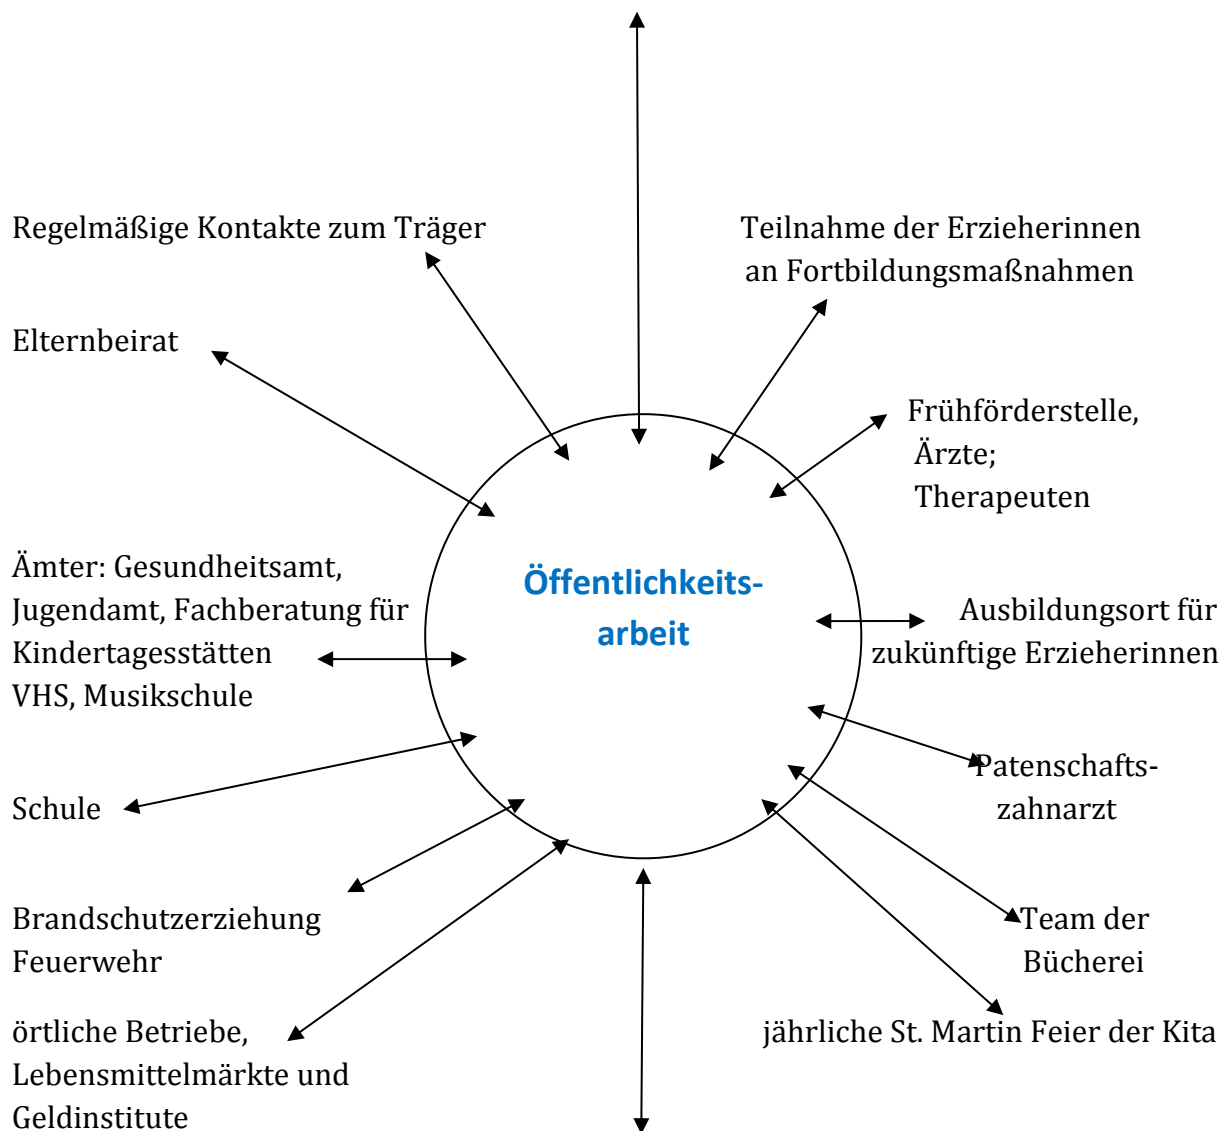 Regelmäßige Kontakte zum Träger
Teilnahme der Erzieherinnen
an Fortbildungsmaßnahmen
Elternbeirat
Frühförderstelle,
Ärzte;
Therapeuten
Öffentlichkeits-
arbeit
Ämter: Gesundheitsamt,
Jugendamt, Fachberatung für
Kindertagesstätten
VHS, Musikschule
Ausbildungsort für
zukünftige Erzieherinnen
Patenschafts-
zahnarzt
Schule
Brandschutzerziehung
Feuerwehr
Team der
Bücherei
örtliche Betriebe,
Lebensmittelmärkte und
Geldinstitute
jährliche St. Martin Feier der Kita